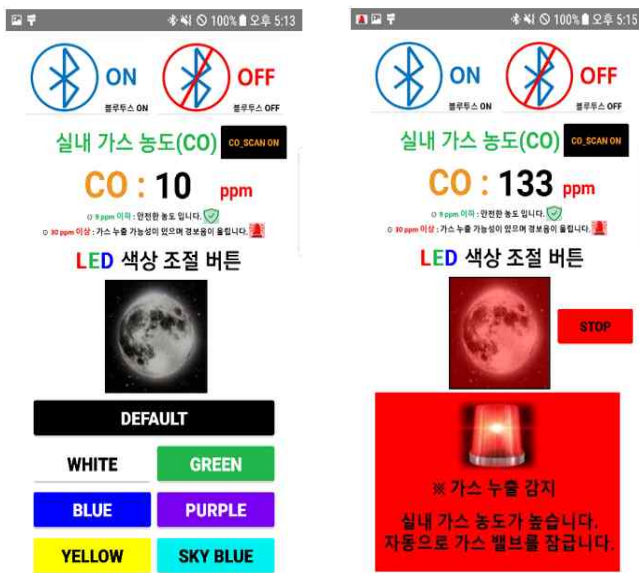 100% 오후 5:13
ON
OFF
블루투스 ON
블루투스 OFF
실내 가스 농도(CO)
CO_SCAN ON
CO : 10 ppm
9 ppm 이하 : 안전한 농도 입니다.
30 ppm 이상 : 가스 누출 가능성이 있으며 경보음이 울립니다.
LED 색상 조절 버튼
DEFAULT
WHITE
GREEN
BLUE
PURPLE
YELLOW
SKY BLUE
100% 오후 5:15
ON
OFF
블루투스 ON
블루투스 OFF
실내 가스 농도(CO)
CO_SCAN ON
CO : 133 ppm
9 ppm 이하 : 안전한 농도 입니다.
30 ppm 이상 : 가스 누출 가능성이 있으며 경보음이 울립니다.
LED 색상 조절 버튼
STOP
※ 가스 누출 감지
실내 가스 농도가 높습니다.
자동으로 가스 밸브를 잠급니다.